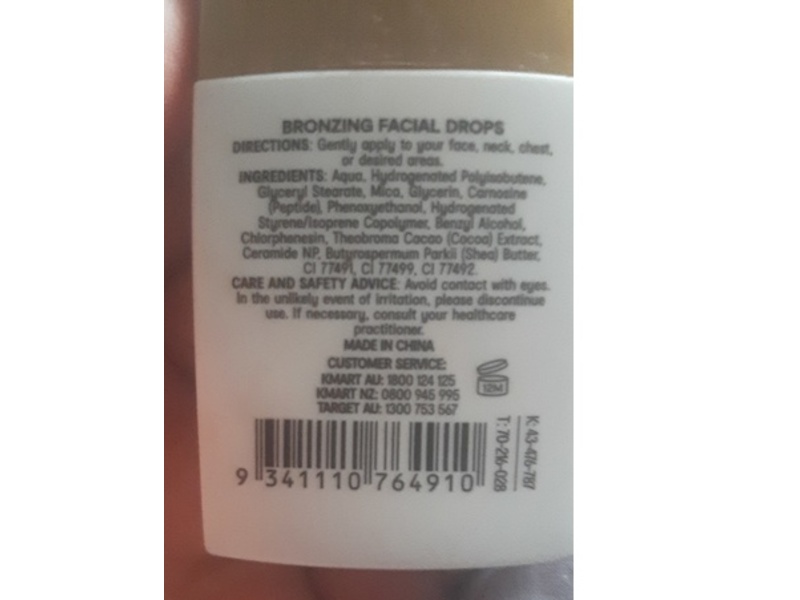 BRONZING FACIAL DROPS
DIRECTIONS: Gently apply to your face, neck, chest,
or desired areas.
INGREDIENTS: Aqua, Hydrogenated Polyisobutene,
Glyceryl Stearate, Mica, Glycerin, Carnosine
(Peptide), Phenoxyethanol, Hydrogenated
Styrene/Isoprene Copolymer, Benzyl Alcohol,
Chlorphenesin, Theobroma Cacao (Cocoa) Extract,
Ceramide NP, Butyrospermum Parkii (Shea) Butter,
CI 77491, CI 77499, CI 77492.
CARE AND SAFETY ADVICE: Avoid contact with eyes.
In the unlikely event of irritation, please discontinue
use. If necessary, consult your healthcare
practitioner.
MADE IN CHINA
CUSTOMER SERVICE:
KMART AU: 1800 124 125
KMART NZ: 0800 945 995
TARGET AU: 1300 753 567
12M
K: 43-476-787
T: 70-216-028
9 341110 764910